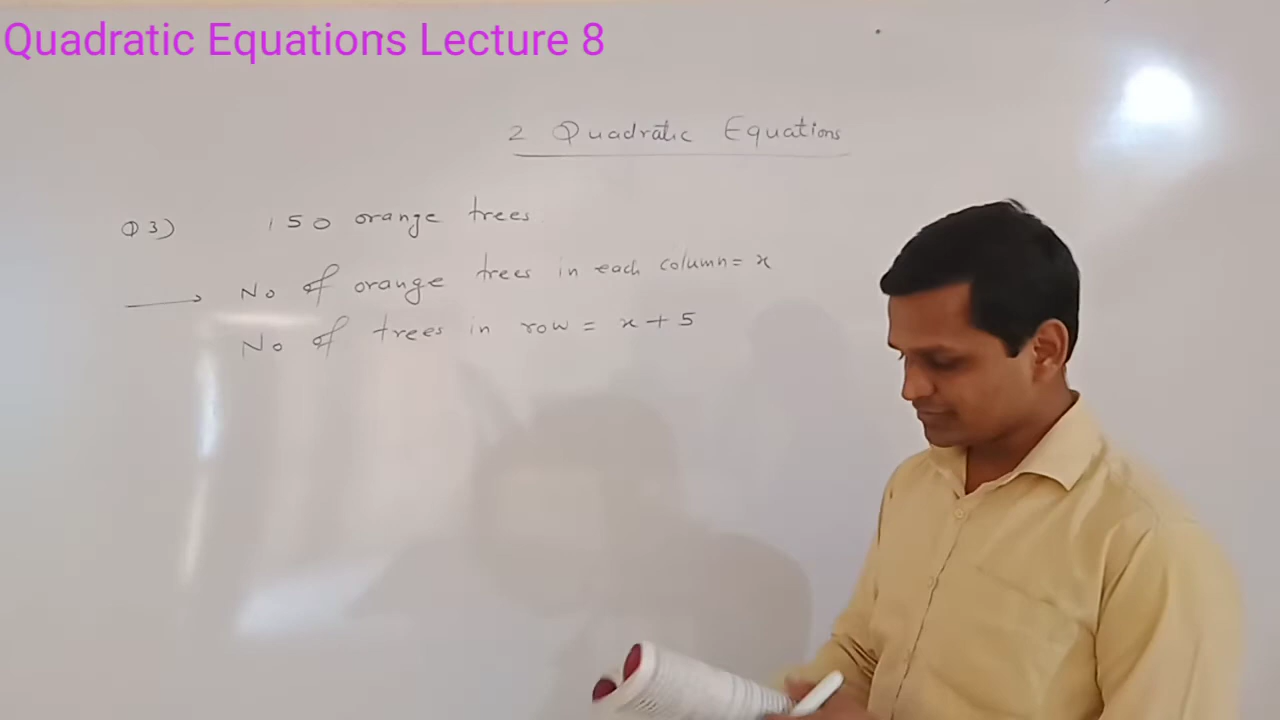 Quadratic Equations Lecture 8
2 Quadratic Equations
Q 3) 150 orange trees
No of orange trees in each column = x
No of trees in row = x + 5